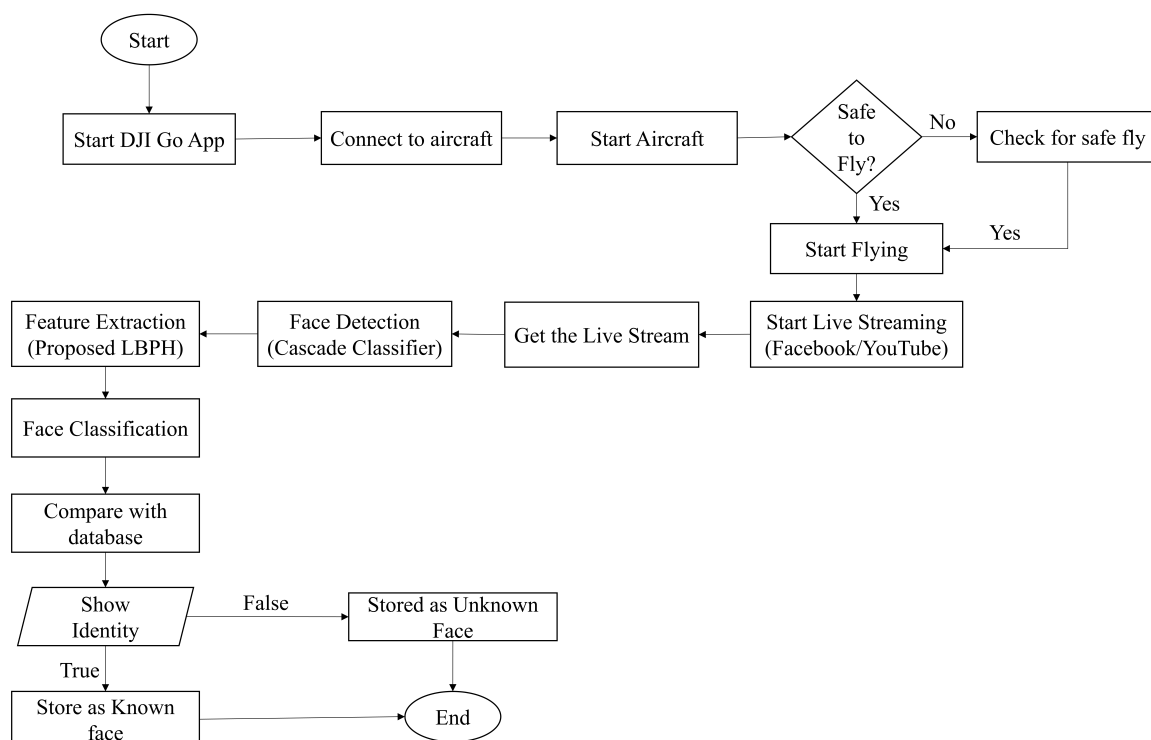 Start
Start DJI Go App
Connect to aircraft
Start Aircraft
Safe
to
Fly?
No
Check for safe fly
Yes
Yes
Start Flying
Start Live Streaming
(Facebook/YouTube)
Get the Live Stream
Face Detection
(Cascade Classifier)
Feature Extraction
(Proposed LBPH)
Face Classification
Compare with
database
Show
Identity
False
Stored as Unknown
Face
True
Store as Known
face
End